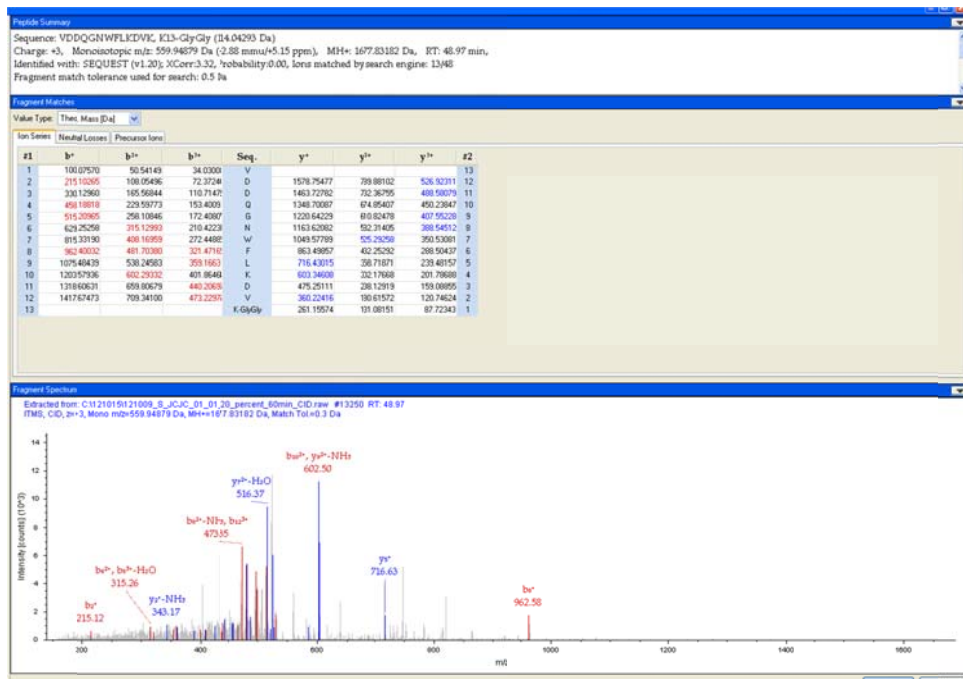 Peptide Summary
Sequence: VDDQGNWFLKDVK, K13-GlyGly (114.04293 Da)
Charge: +3, Monoisotopic m/z: 559.94879 Da (-2.88 mmu/+5.15 ppm), MH+: 1677.83182 Da, RT: 48.97 min,
Identified with: SEQUEST (v1.20); XCorr:3.32, Probability:0.00, Ions matched by search engine: 13/48
Fragment match tolerance used for search: 0.5 Da
Fragment Matches
Value Type: Theo. Mass [Da]
Ion Series Neutral Losses Precursor Ions
#1 b⁺ b²⁺ b³⁺ Seq. y⁺ y²⁺ y³⁺ #2
1 100.07570 50.54149 34.03008 V 13
2 215.10265 108.05496 72.37240 D 1578.75477 789.88102 526.92311 12
3 330.12960 165.56844 110.71472 D 1463.72782 732.36755 488.58079 11
4 458.18818 229.59773 153.4009 Q 1348.70087 674.85407 450.23847 10
5 515.20965 258.10846 172.40807 G 1220.64229 610.82478 407.55228 9
6 629.25258 315.12993 210.4223 N 1163.62082 582.31405 388.54512 8
7 815.33190 408.16959 272.44882 W 1049.57789 525.29258 350.53081 7
8 962.40032 481.70380 321.47162 F 863.49857 432.25292 288.50437 6
9 1075.48439 538.24583 359.1663 L 716.43015 358.71871 239.48157 5
10 1203.57936 602.29332 401.86464 K 603.34608 302.17668 201.78688 4
11 1318.60631 659.80679 440.20695 D 475.25111 238.12919 159.08855 3
12 1417.67473 709.34100 473.22976 V 360.22416 180.61572 120.74624 2
13 K-GlyGly 261.15574 131.08151 87.72343 1
Fragment Spectrum
Extracted from: C:\121015\121009_S_JCJC_01_01_20_percent_60min_CID.raw #13250 RT: 48.97
ITMS, CID, z=+3, Mono m/z=559.94879 Da, MH+=1677.83182 Da, Match Tol.=0.3 Da
b₁₀²⁺, y₅²⁺-NH₃
602.50
y₇²⁺-H₂O
516.37
b₈²⁺-NH₃, b₁₂³⁺
473.35
y₅⁺
716.63
b₆²⁺, b₈³⁺-H₂O
315.26
y₂⁺-NH₃
343.17
b₂⁺
215.12
b₈⁺
962.58
Intensity [counts] (10^3)
14
12
10
8
6
4
2
0
200 400 600 800 1000 1200 1400 1600
m/z